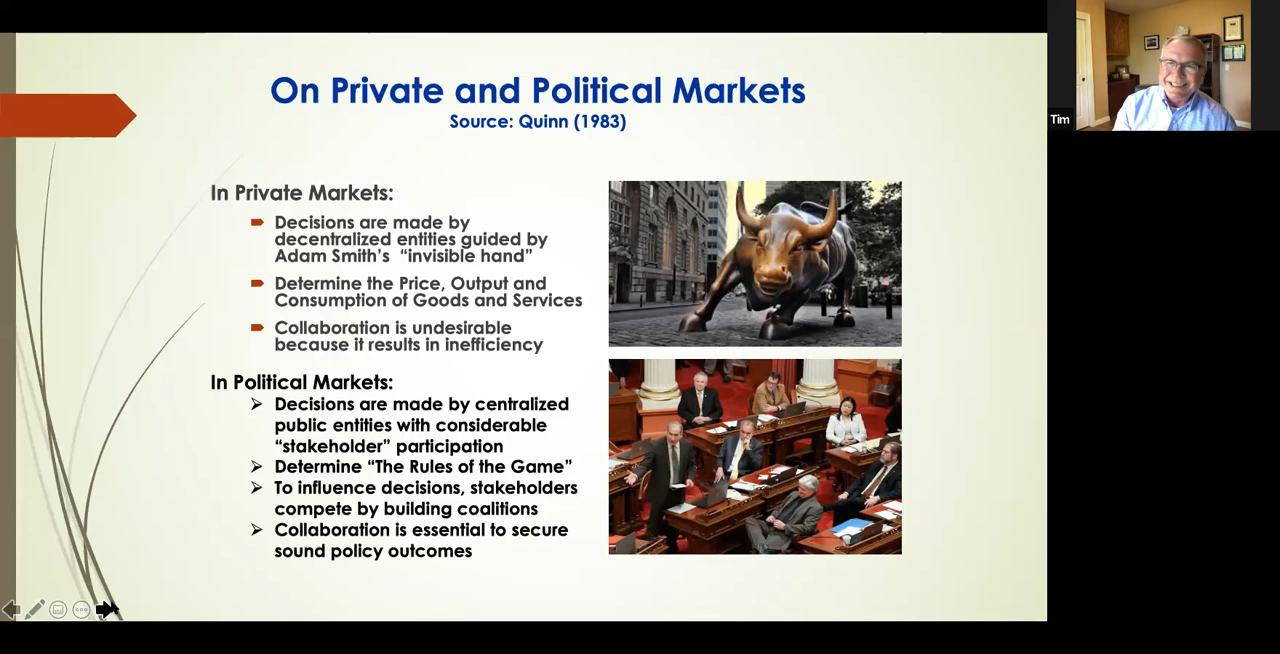 On Private and Political Markets
Source: Quinn (1983)
In Private Markets:
Decisions are made by
decentralized entities guided by
Adam Smith's  “invisible hand”
Determine the Price, Output and
Consumption of Goods and Services
Collaboration is undesirable
because it results in inefficiency
In Political Markets:
Decisions are made by centralized
public entities with considerable
“stakeholder” participation
Determine “The Rules of the Game”
To influence decisions, stakeholders
compete by building coalitions
Collaboration is essential to secure
sound policy outcomes
Tim